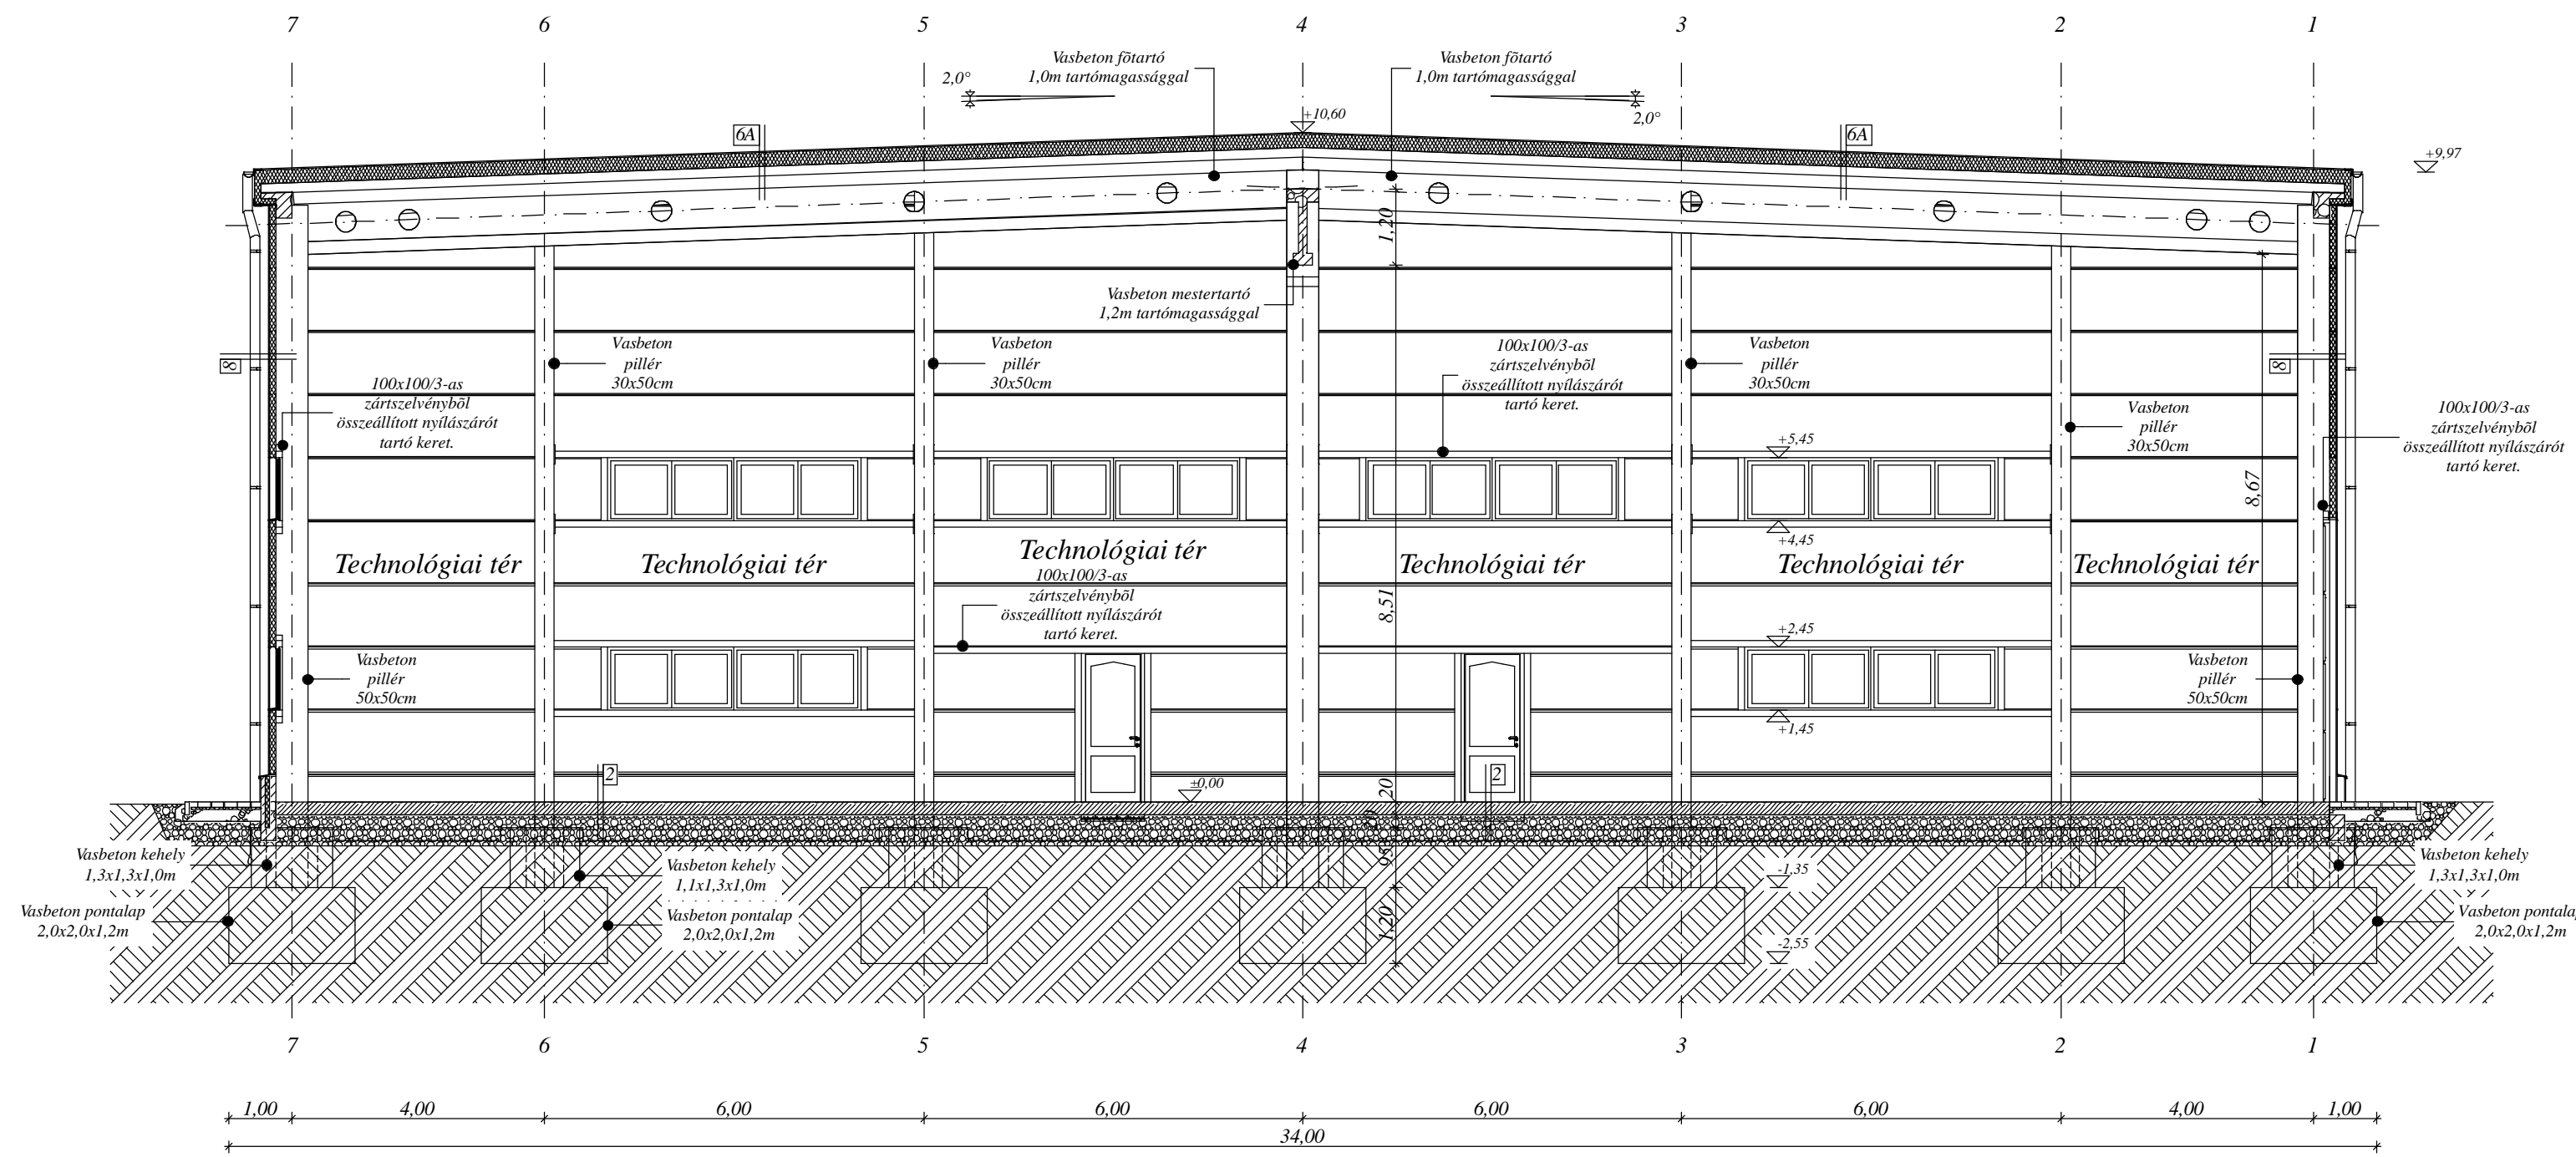 7 6 5 4 3 2 1
Vasbeton fõtartó
1,0m tartómagassággal
Vasbeton fõtartó
1,0m tartómagassággal
2,0°
2,0°
+10,60
6A
6A
+9,97
1,20
Vasbeton mestertartó
1,2m tartómagassággal
8
8
Vasbeton
pillér
30x50cm
Vasbeton
pillér
30x50cm
100x100/3-as
zártszelvénybõl
összeállított nyílászárót
tartó keret.
Vasbeton
pillér
30x50cm
100x100/3-as
zártszelvénybõl
összeállított nyílászárót
tartó keret.
Vasbeton
pillér
30x50cm
100x100/3-as
zártszelvénybõl
összeállított nyílászárót
tartó keret.
+5,45
+4,45
8,67
Technológiai tér
Technológiai tér
Technológiai tér
Technológiai tér
Technológiai tér
Technológiai tér
100x100/3-as
zártszelvénybõl
összeállított nyílászárót
tartó keret.
8,51
+2,45
+1,45
Vasbeton
pillér
50x50cm
Vasbeton
pillér
50x50cm
2
2
±0,00
20
20
95
1,20
-1,35
-2,55
Vasbeton kehely
1,3x1,3x1,0m
Vasbeton pontalap
2,0x2,0x1,2m
Vasbeton kehely
1,1x1,3x1,0m
Vasbeton pontalap
2,0x2,0x1,2m
Vasbeton kehely
1,3x1,3x1,0m
Vasbeton pontala
2,0x2,0x1,2m
7 6 5 4 3 2 1
1,00 4,00 6,00 6,00 6,00 6,00 4,00 1,00
34,00